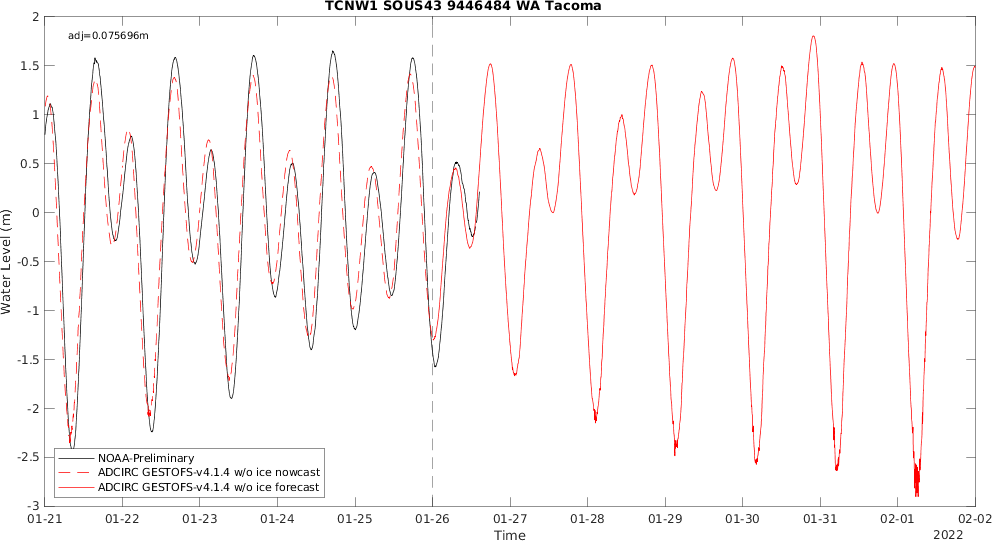 TCNW1 SOUS43 9446484 WA Tacoma
adj=0.075696m
Water Level (m)
2
1.5
1
0.5
0
-0.5
-1
-1.5
-2
-2.5
-3
NOAA-Preliminary
ADCIRC GESTOFS-v4.1.4 w/o ice nowcast
ADCIRC GESTOFS-v4.1.4 w/o ice forecast
01-21 01-22 01-23 01-24 01-25 01-26 01-27 01-28 01-29 01-30 01-31 02-01 02-02
Time
2022